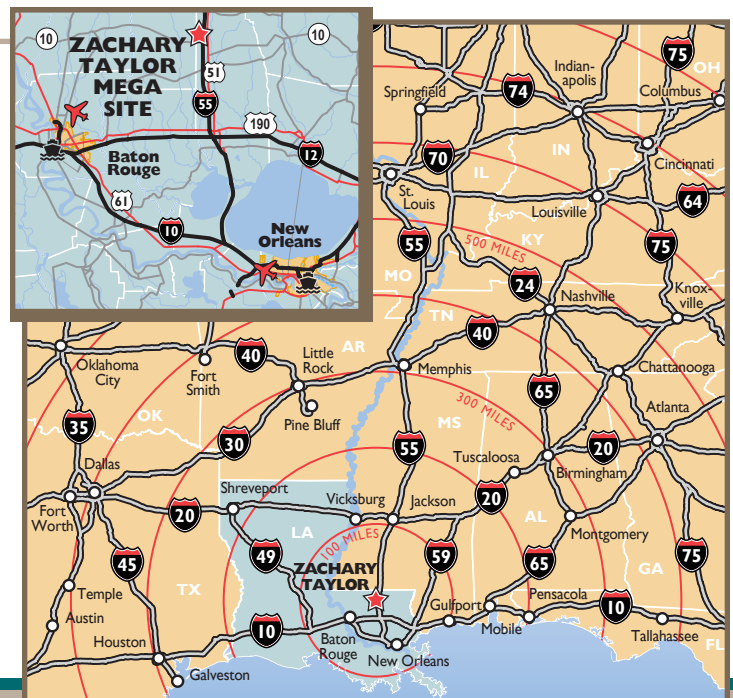 10
ZACHARY
TAYLOR
MEGA
SITE
10
51
55
190
12
Baton
Rouge
61
10
New
Orleans
75
OH
Indian-
apolis
74
Columbus
Springfield
70
IN
Cincinnati
IL
St.
Louis
Louisville
64
55
500 MILES
KY
75
MO
24
Knox-
ville
Nashville
TN
40
AR
40
Little
Rock
Memphis
Oklahoma
City
Fort
Smith
Chattanooga
65
OK
35
30
Pine Bluff
MS
300 MILES
Atlanta
55
Tuscaloosa
20
Birmingham
Dallas
Fort
Worth
20
Shreveport
Vicksburg
Jackson
20
LA
AL
Montgomery
100 MILES
49
59
65
GA
75
45
ZACHARY
TAYLOR
TX
Temple
Austin
Houston
10
Baton
Rouge
New Orleans
Gulfport
Mobile
Pensacola
10
Tallahassee
FL
Galveston